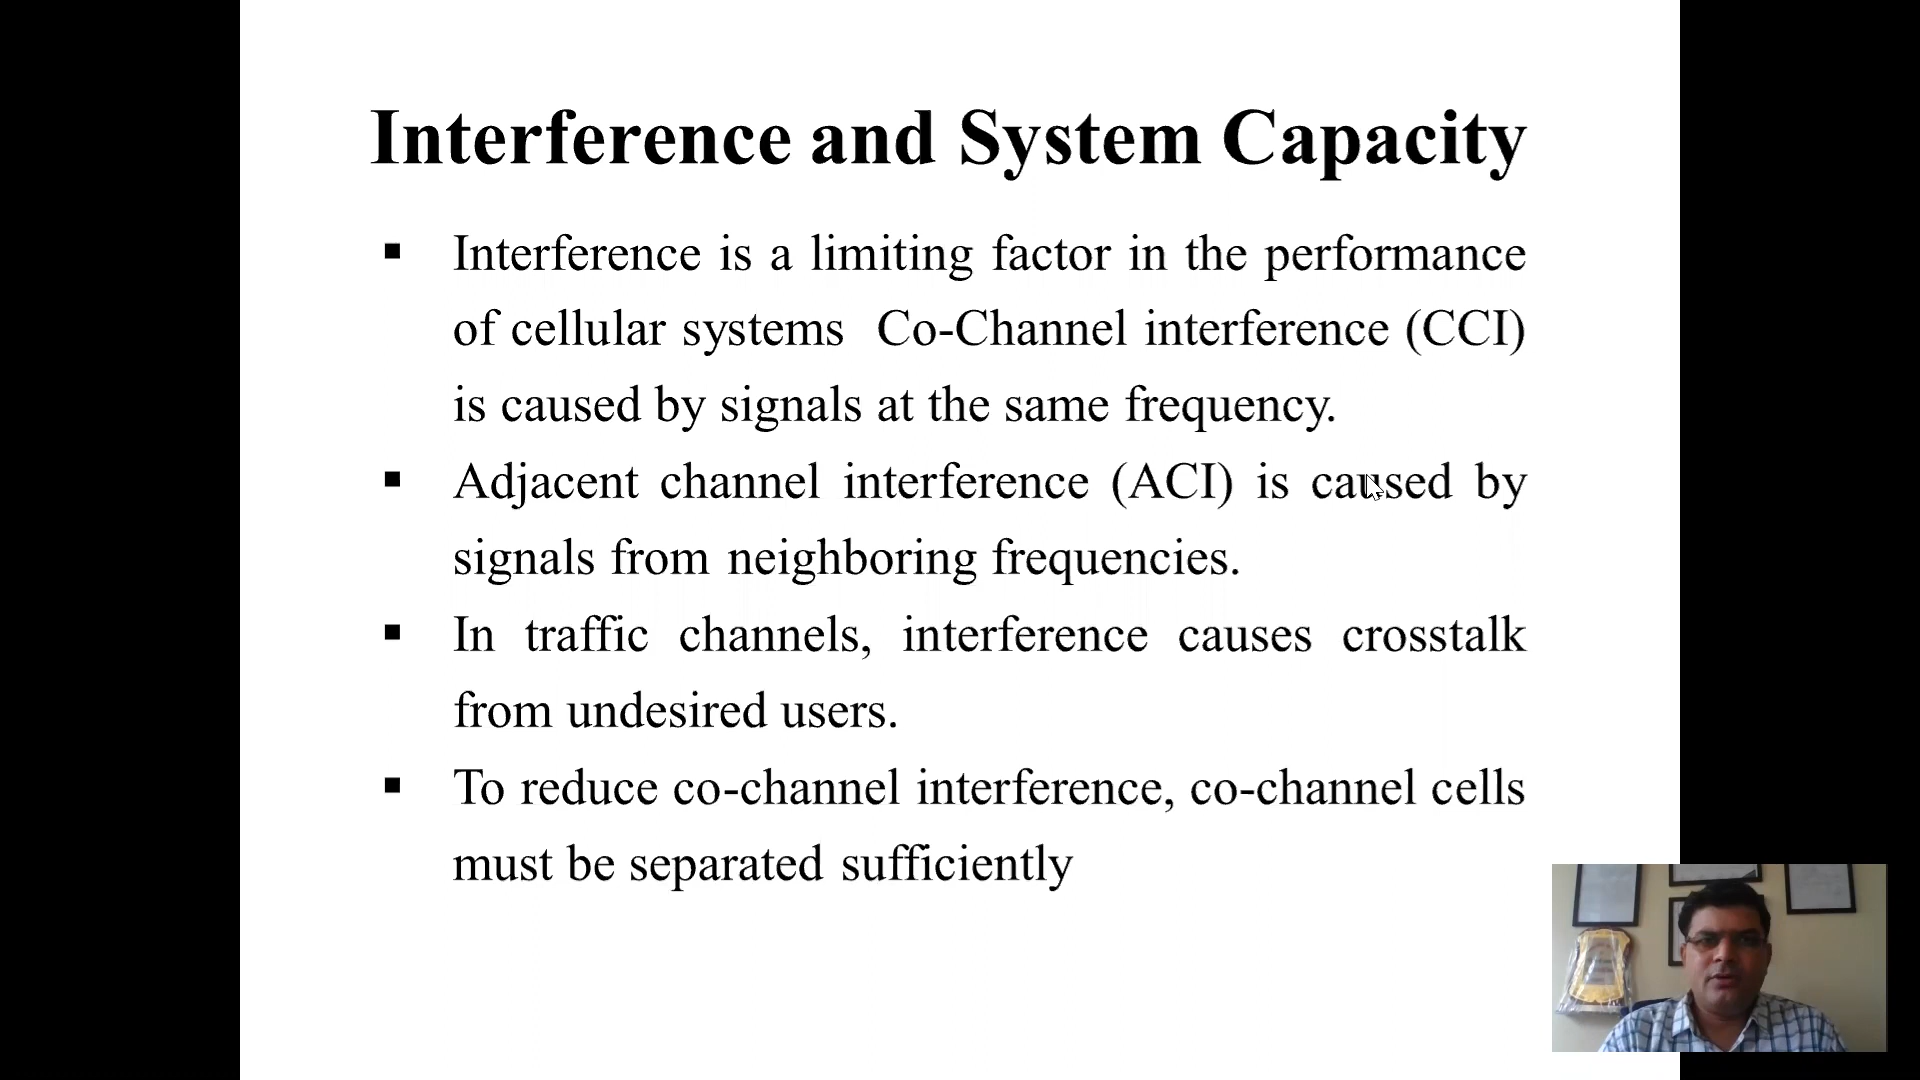 Interference and System Capacity
▪ Interference is a limiting factor in the performance
of cellular systems Co-Channel interference (CCI)
is caused by signals at the same frequency.
▪ Adjacent channel interference (ACI) is caused by
signals from neighboring frequencies.
▪ In traffic channels, interference causes crosstalk
from undesired users.
▪ To reduce co-channel interference, co-channel cells
must be separated sufficiently